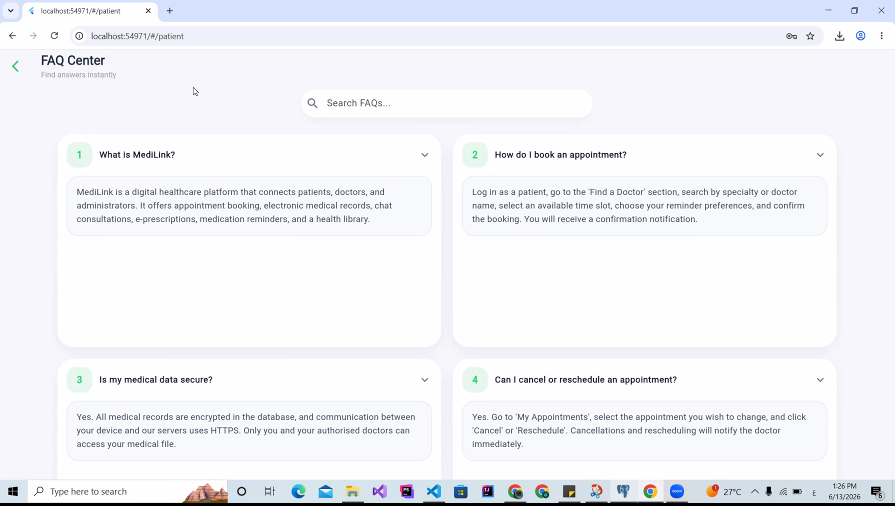 localhost:54971/#/patient
localhost:54971/#/patient
FAQ Center
Find answers instantly
Search FAQs...
1 What is MediLink?
MediLink is a digital healthcare platform that connects patients, doctors, and
administrators. It offers appointment booking, electronic medical records, chat
consultations, e-prescriptions, medication reminders, and a health library.
2 How do I book an appointment?
Log in as a patient, go to the 'Find a Doctor' section, search by specialty or doctor
name, select an available time slot, choose your reminder preferences, and confirm
the booking. You will receive a confirmation notification.
3 Is my medical data secure?
Yes. All medical records are encrypted in the database, and communication between
your device and our servers uses HTTPS. Only you and your authorised doctors can
access your medical file.
4 Can I cancel or reschedule an appointment?
Yes. Go to 'My Appointments', select the appointment you wish to change, and click
'Cancel' or 'Reschedule'. Cancellations and rescheduling will notify the doctor
immediately.
Type here to search
27°C
ع
1:26 PM
6/13/2026